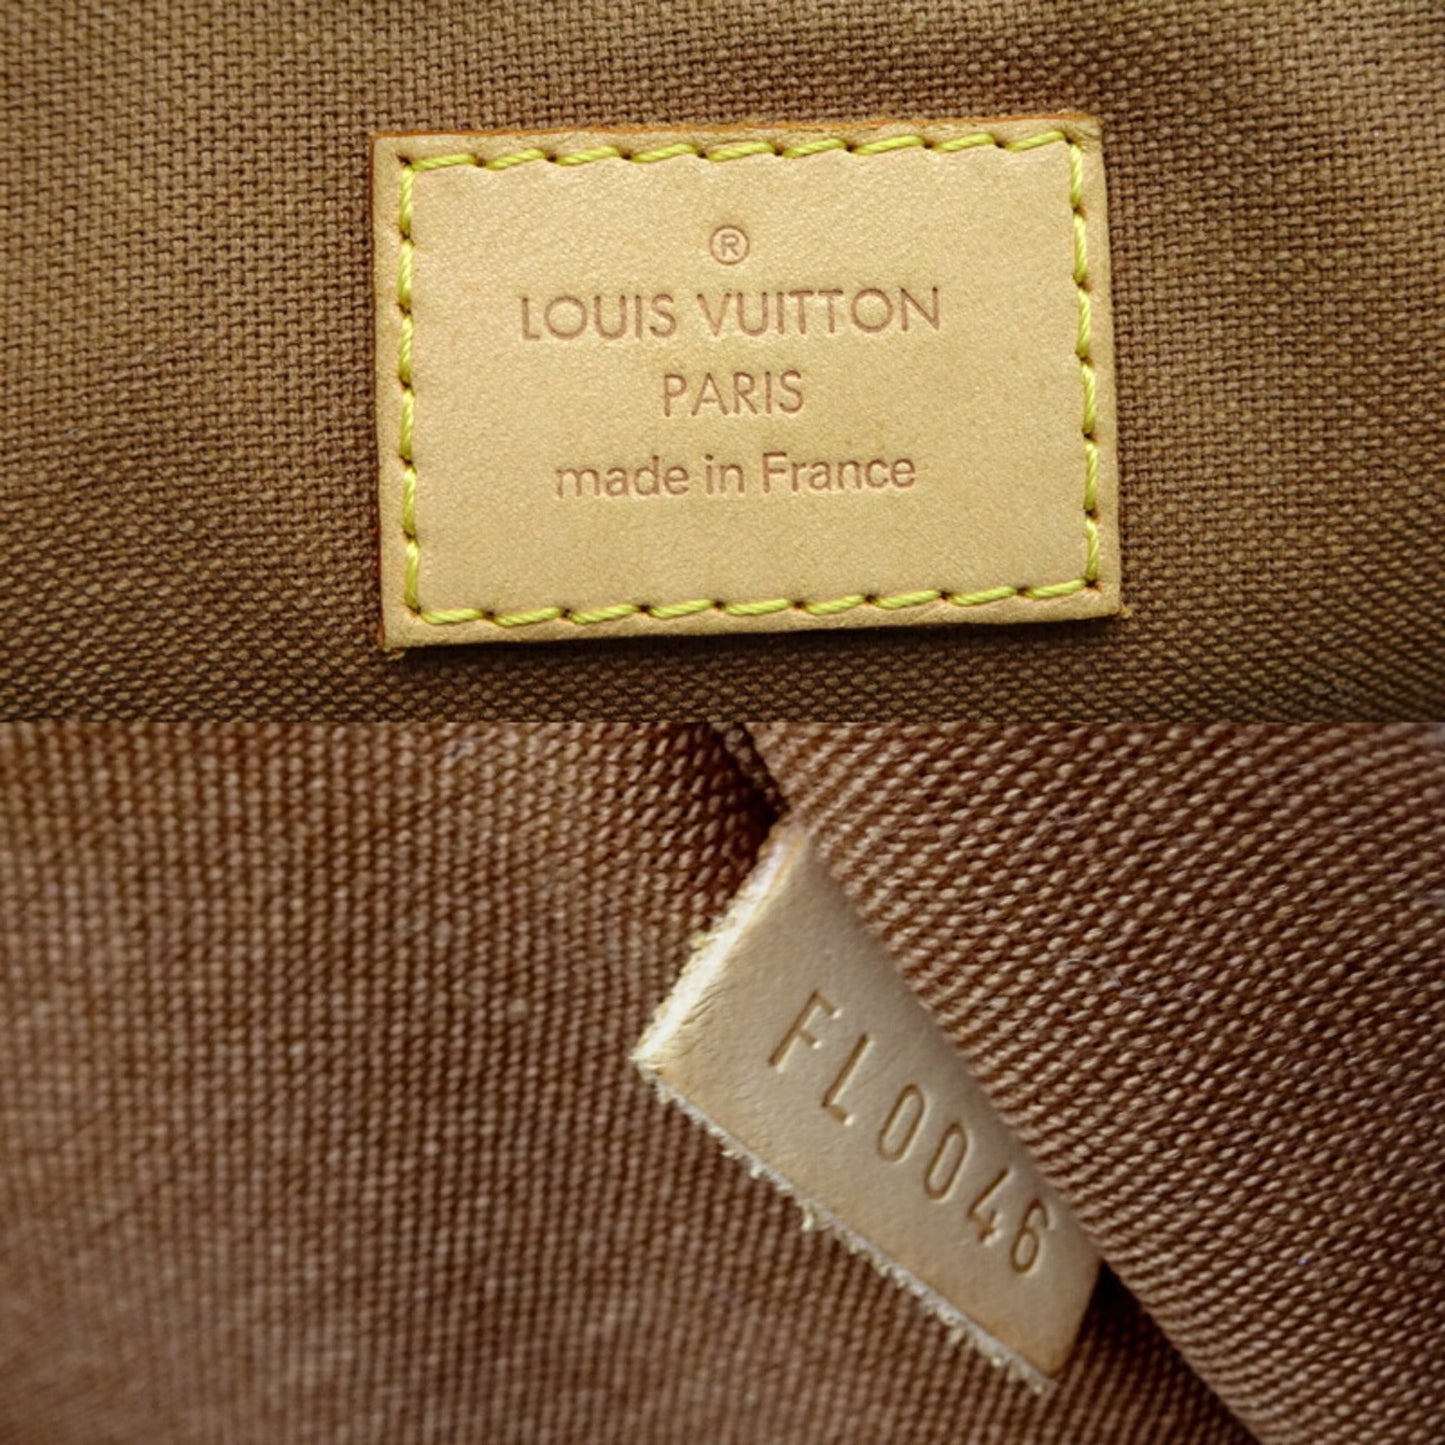 ®
LOUIS VUITTON
PARIS
made in France
FL0046